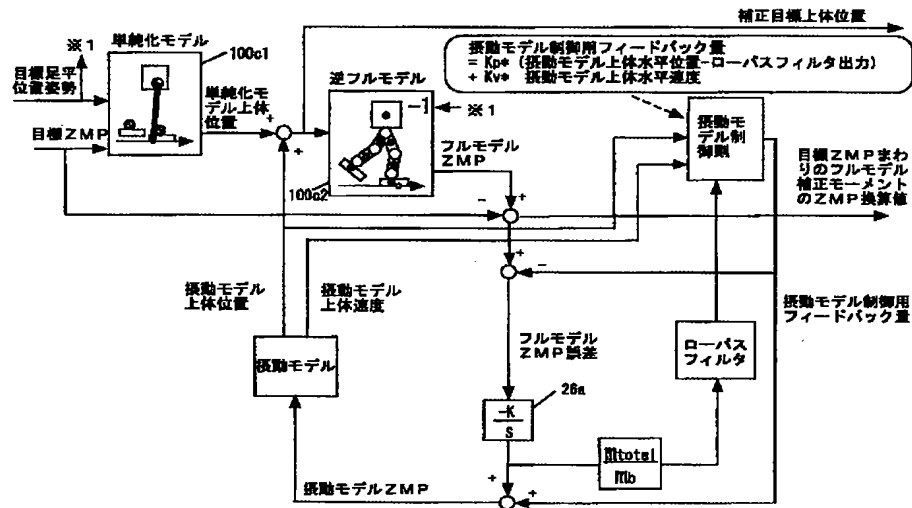 補正目標上体位置
※1
単純化モデル
100c1
摂動モデル制御用フィードバック量
= Kp* (摂動モデル上体水平位置-ローパスフィルタ出力)
+ Kv* 摂動モデル上体水平速度
目標足平
位置姿勢
単純化モ
デル上体
位置
逆フルモデル
-1
※1
目標ZMP
+
+
フルモデル
ZMP
100c2
摂動モ
デル制御
則
目標ZMPまわ
りのフルモデル
補正モーメント
のZMP換算値
-
+
+
-
摂動モデル
上体位置
摂動モデル
上体速度
摂動モデル制御用
フィードバック量
フルモデル
ZMP誤差
ローパス
フィルタ
摂動モデル
26a
-K
S
Mtotal
Mb
+
+
摂動モデルZMP